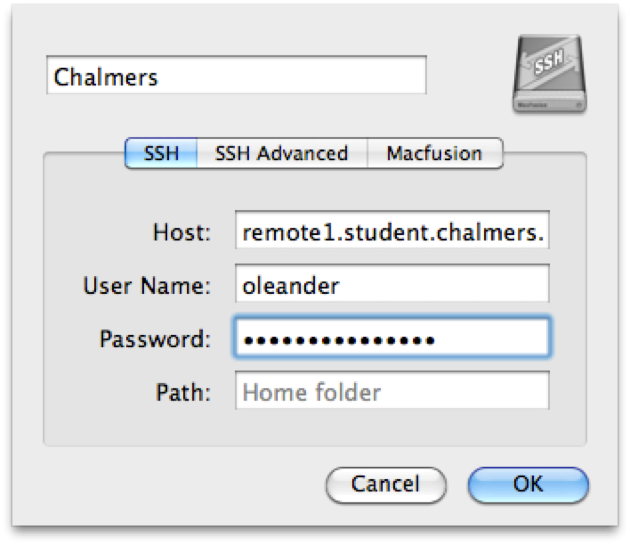 Chalmers
SSH
Macfusion
SSH SSH Advanced Macfusion
Host: remote1.student.chalmers.
User Name: oleander
Password: •••••••••••••••
Path: Home folder
Cancel OK